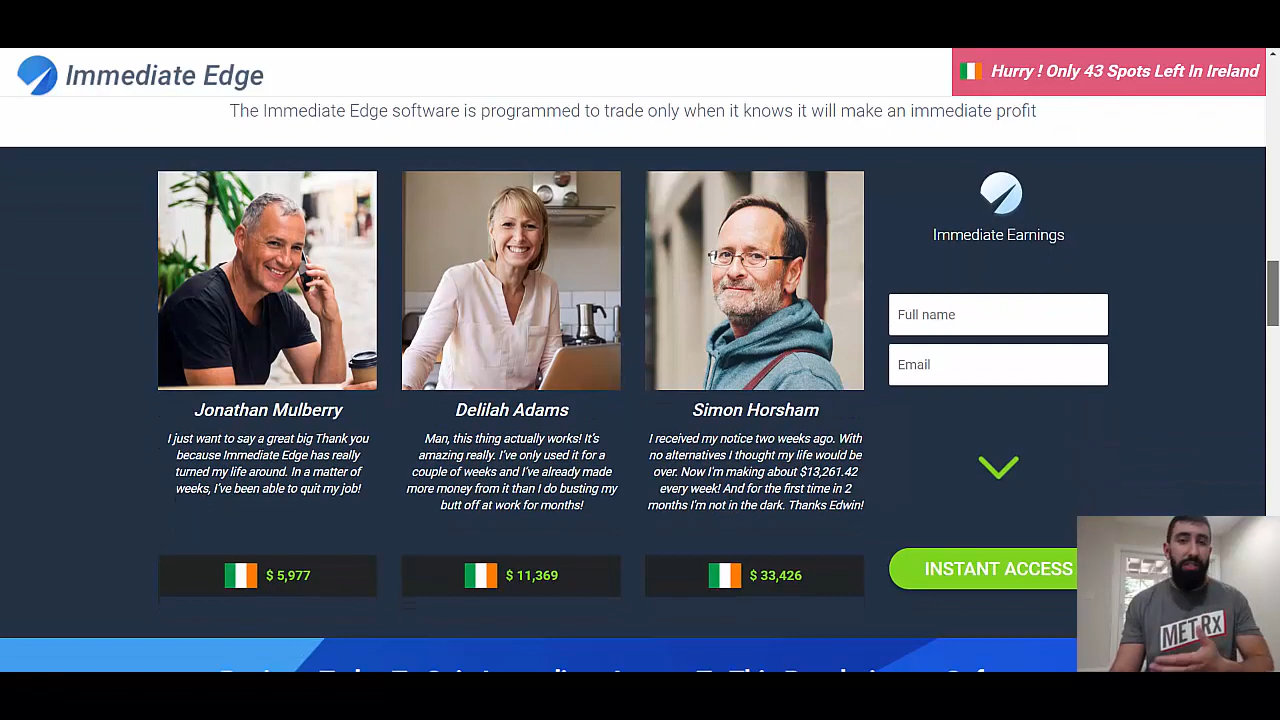 Immediate Edge
Hurry ! Only 43 Spots Left In Ireland
The Immediate Edge software is programmed to trade only when it knows it will make an immediate profit
Jonathan Mulberry
I just want to say a great big Thank you
because Immediate Edge has really
turned my life around. In a matter of
weeks, I've been able to quit my job!
$ 5,977
Delilah Adams
Man, this thing actually works! It's
amazing really. I've only used it for a
couple of weeks and I've already made
more money from it than I do busting my
butt off at work for months!
$ 11,369
Simon Horsham
I received my notice two weeks ago. With
no alternatives I thought my life would be
over. Now I'm making about $13,261.42
every week! And for the first time in 2
months I'm not in the dark. Thanks Edwin!
$ 33,426
Immediate Earnings
Full name
Email
INSTANT ACCESS
MET Rx